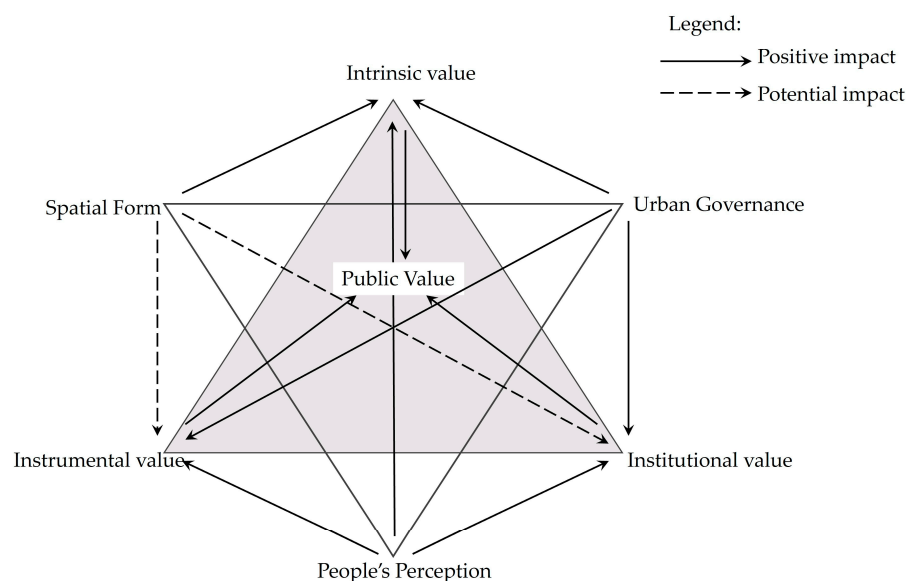 Legend:
Positive impact
Potential impact
Intrinsic value
Spatial Form
Urban Governance
Public Value
Instrumental value
Institutional value
People's Perception